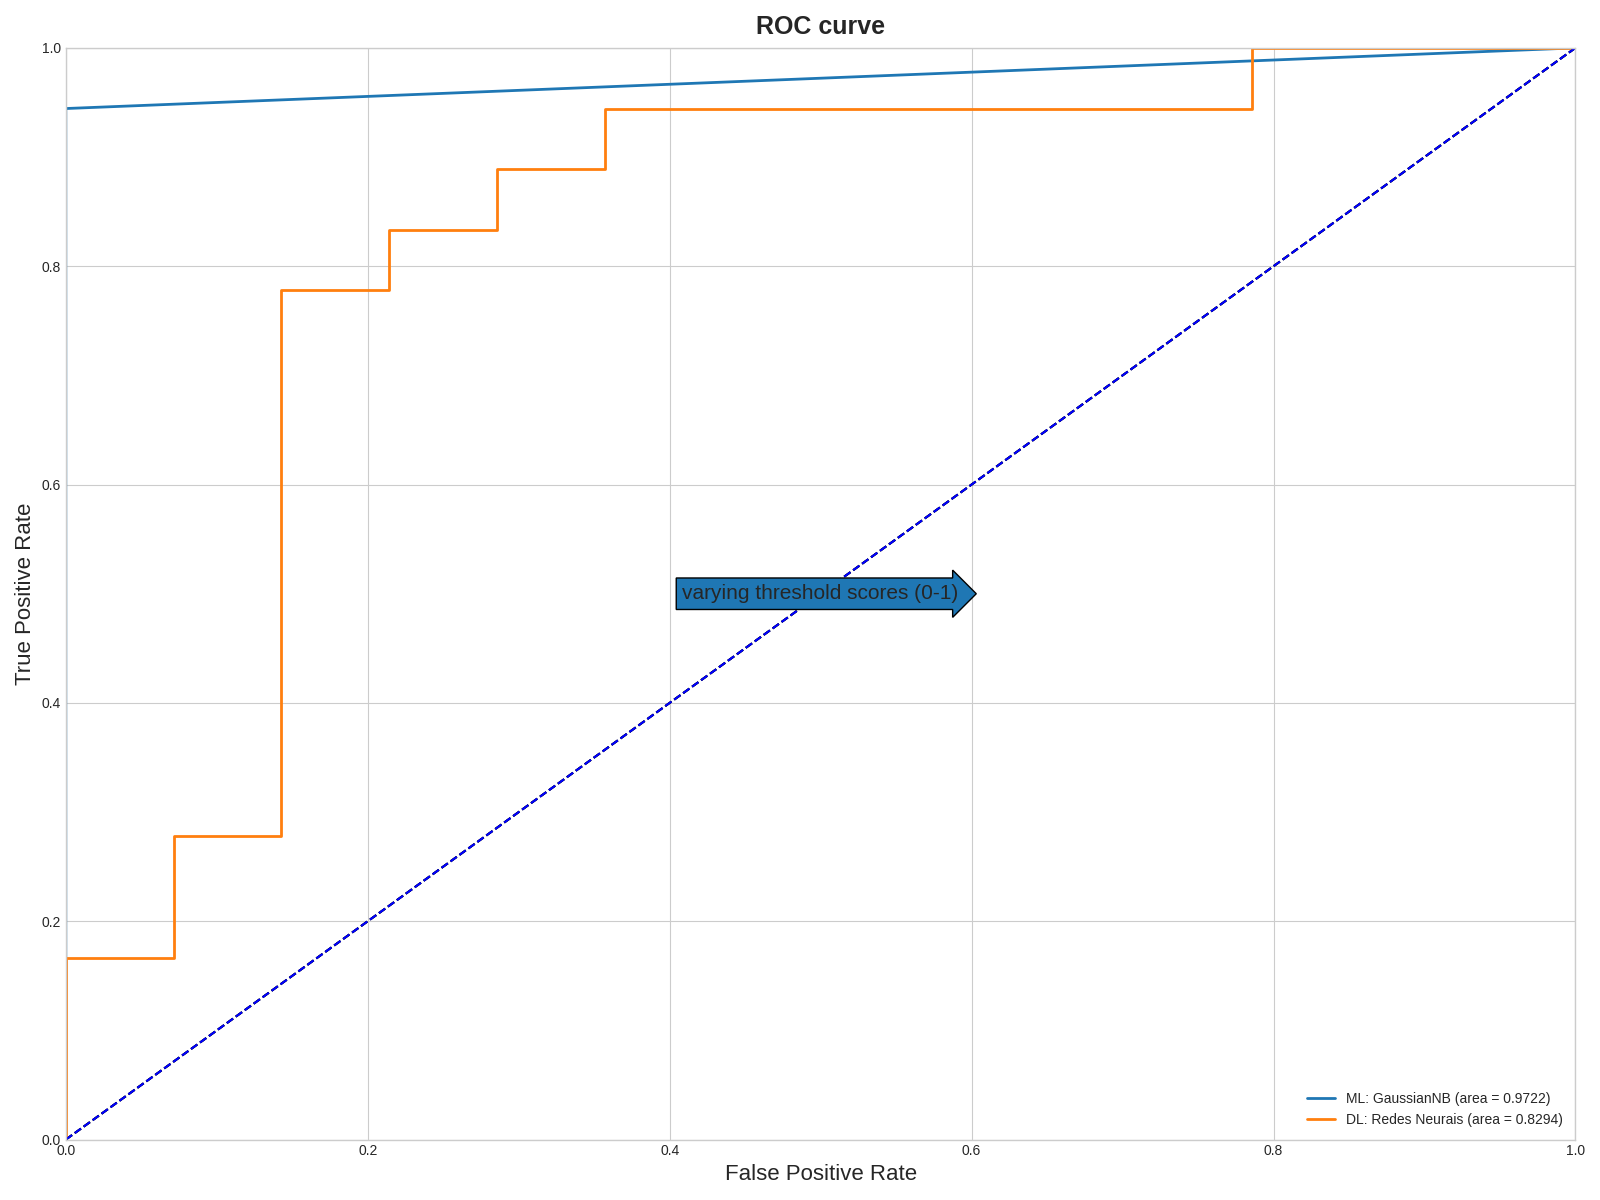 ROC curve
1.0
0.8
0.6
0.4
0.2
0.0
True Positive Rate
varying threshold scores (0-1)
ML: GaussianNB (area = 0.9722)
DL: Redes Neurais (area = 0.8294)
0.0 0.2 0.4 0.6 0.8 1.0
False Positive Rate